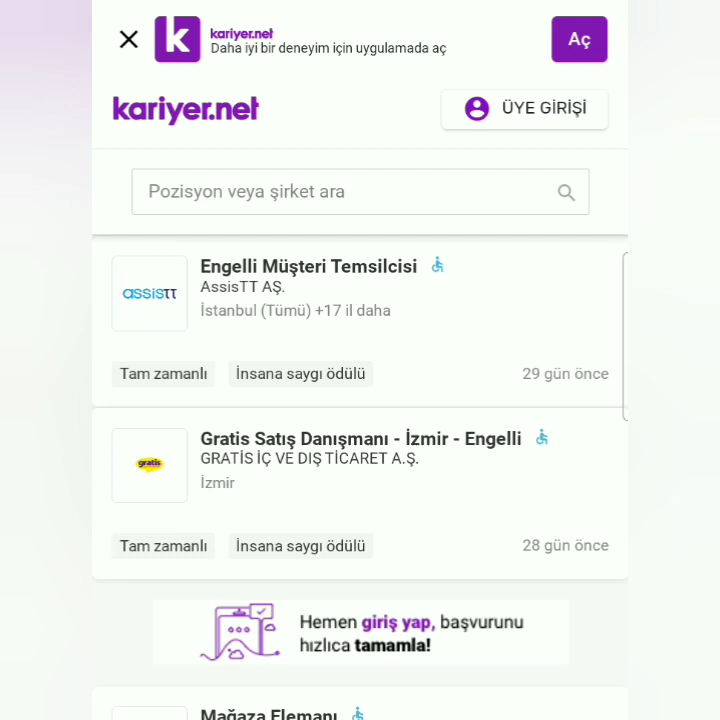 kariyer.net
Daha iyi bir deneyim için uygulamada aç
Aç
kariyer.net
ÜYE GİRİŞİ
Pozisyon veya şirket ara
assisTT
Engelli Müşteri Temsilcisi
AssisTT AŞ.
İstanbul (Tümü) +17 il daha
Tam zamanlı
İnsana saygı ödülü
29 gün önce
gratis
Gratis Satış Danışmanı - İzmir - Engelli
GRATİS İÇ VE DIŞ TİCARET A.Ş.
İzmir
Tam zamanlı
İnsana saygı ödülü
28 gün önce
Hemen giriş yap, başvurunu
hızlıca tamamla!
Mağaza Elemanı